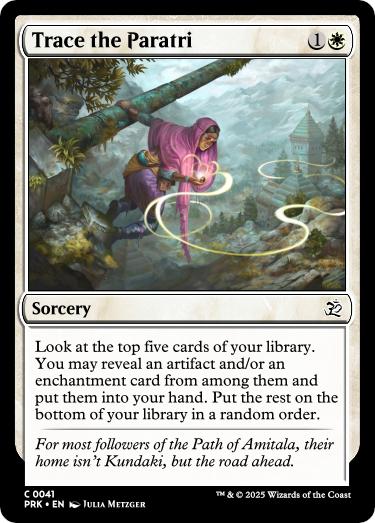 Trace the Paratri
1
Sorcery
Look at the top five cards of your library.
You may reveal an artifact and/or an
enchantment card from among them and
put them into your hand. Put the rest on the
bottom of your library in a random order.
For most followers of the Path of Amitala, their
home isn't Kundaki, but the road ahead.
C 0041
PRK • EN JULIA METZGER
™ & © 2025 Wizards of the Coast